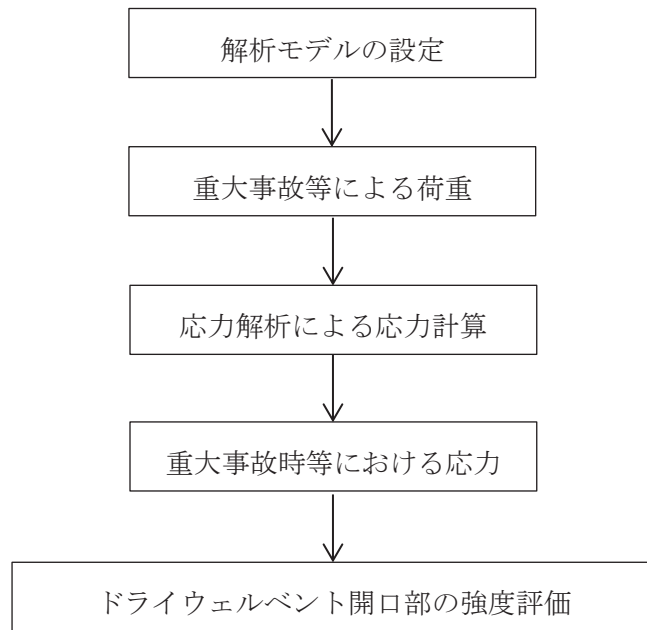 解析モデルの設定
重大事故等による荷重
応力解析による応力計算
重大事故時等における応力
ドライウェルベント開口部の強度評価